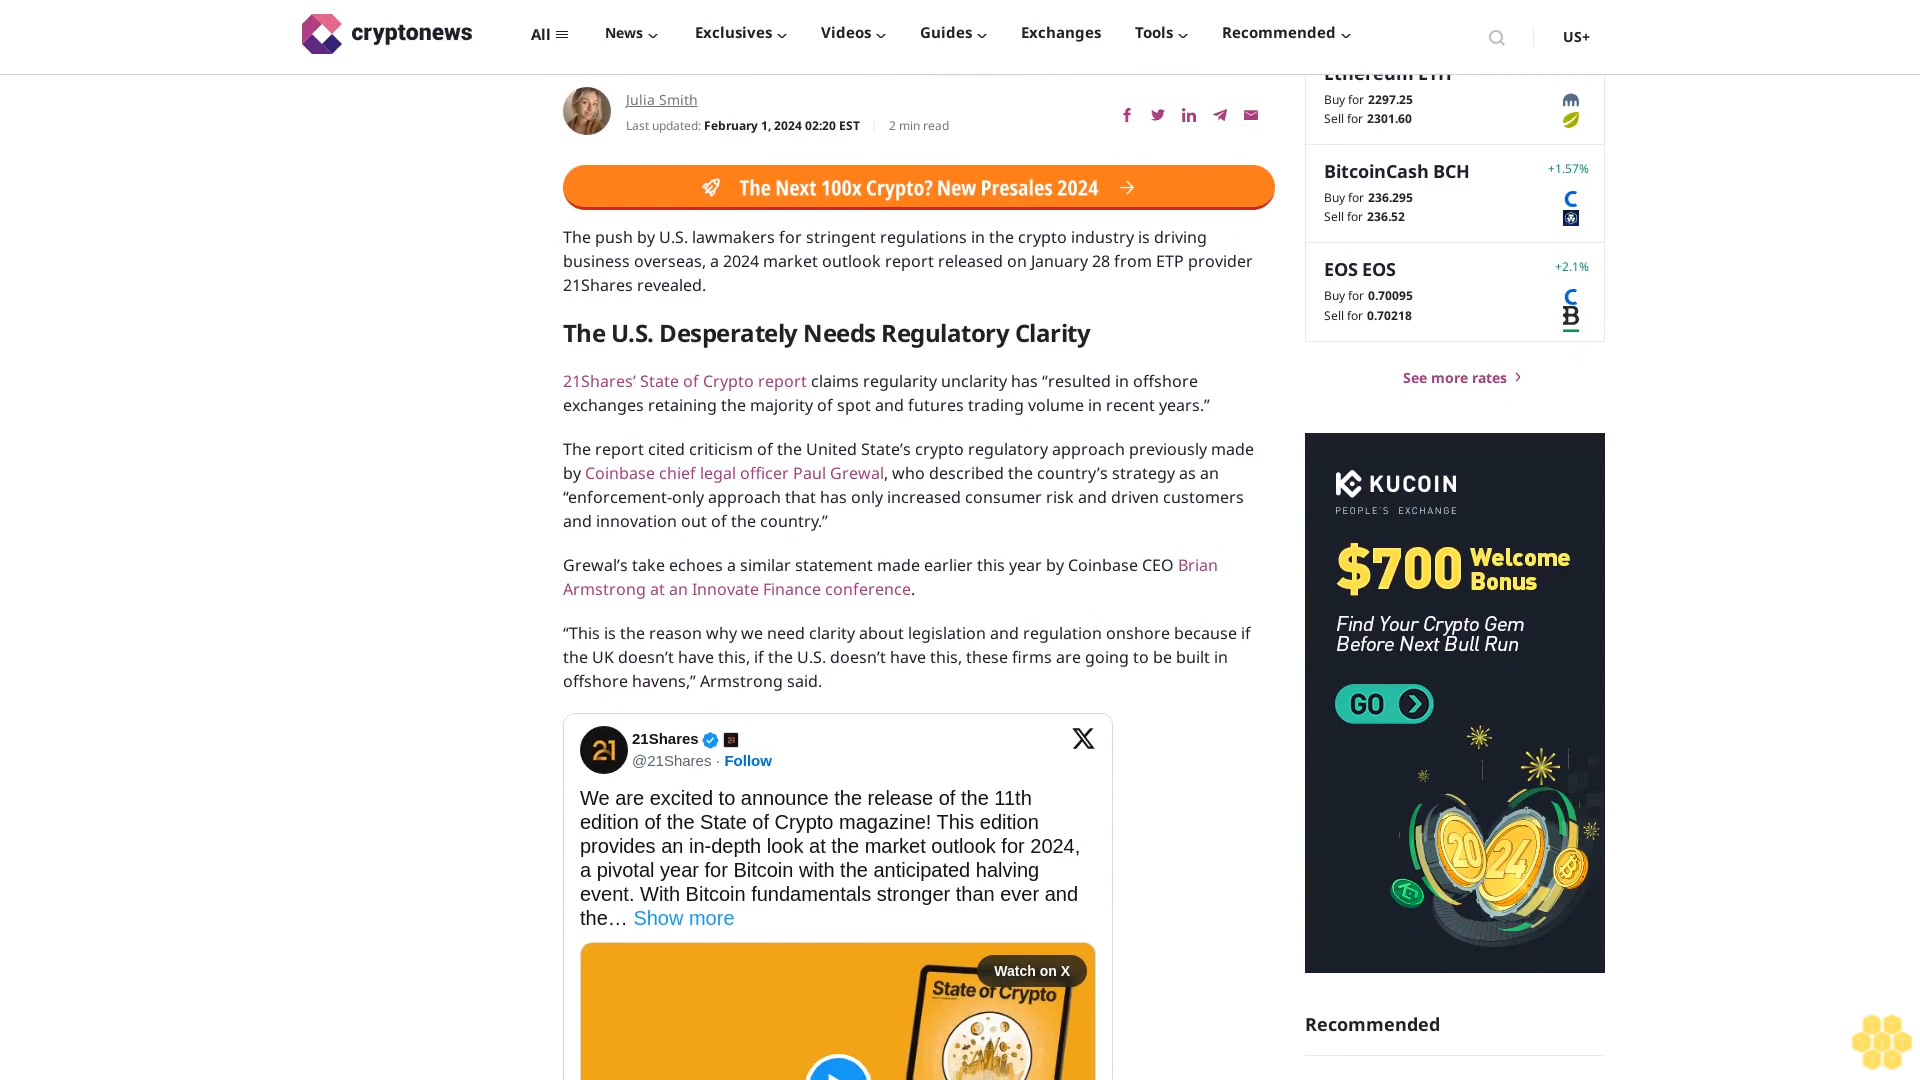 cryptonews
All
News
Exclusives
Videos
Guides
Exchanges
Tools
Recommended
US+
Julia Smith
Last updated: February 1, 2024 02:20 EST
2 min read
The Next 100x Crypto? New Presales 2024
The push by U.S. lawmakers for stringent regulations in the crypto industry is driving
business overseas, a 2024 market outlook report released on January 28 from ETP provider
21Shares revealed.
The U.S. Desperately Needs Regulatory Clarity
21Shares’ State of Crypto report claims regularity unclarity has “resulted in offshore
exchanges retaining the majority of spot and futures trading volume in recent years.”
The report cited criticism of the United State’s crypto regulatory approach previously made
by Coinbase chief legal officer Paul Grewal, who described the country’s strategy as an
“enforcement-only approach that has only increased consumer risk and driven customers
and innovation out of the country.”
Grewal’s take echoes a similar statement made earlier this year by Coinbase CEO Brian
Armstrong at an Innovate Finance conference.
“This is the reason why we need clarity about legislation and regulation onshore because if
the UK doesn’t have this, if the U.S. doesn’t have this, these firms are going to be built in
offshore havens,” Armstrong said.
21
21Shares
@21Shares · Follow
We are excited to announce the release of the 11th
edition of the State of Crypto magazine! This edition
provides an in-depth look at the market outlook for 2024,
a pivotal year for Bitcoin with the anticipated halving
event. With Bitcoin fundamentals stronger than ever and
the… Show more
Watch on X
State of Crypto
Ethereum ETH
Buy for 2297.25
Sell for 2301.60
BitcoinCash BCH
+1.57%
Buy for 236.295
Sell for 236.52
EOS EOS
+2.1%
Buy for 0.70095
Sell for 0.70218
See more rates
KUCOIN
PEOPLE'S EXCHANGE
$700 Welcome
Bonus
Find Your Crypto Gem
Before Next Bull Run
GO
20 24
Recommended